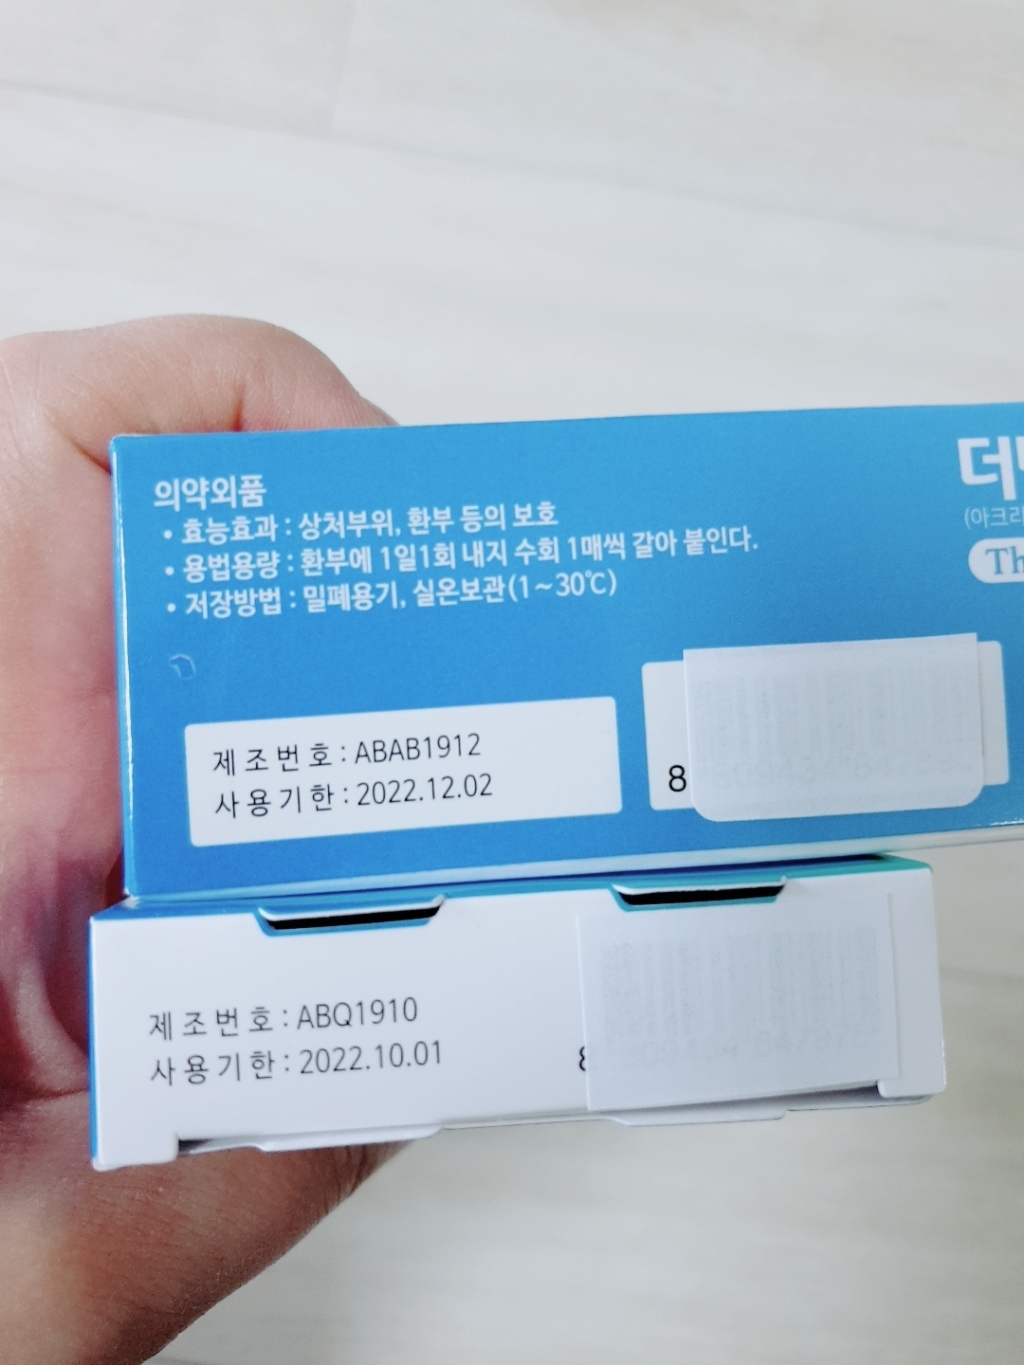 의약외품
• 효능효과 : 상처부위, 환부 등의 보호
• 용법용량 : 환부에 1일1회 내지 수회 1매씩 갈아 붙인다.
• 저장방법 : 밀폐용기, 실온보관(1~30℃)
제조번호 : ABAB1912
사용기한 : 2022.12.02
8
(아크리
Th
제조번호 : ABQ1910
사용기한 : 2022.10.01
8